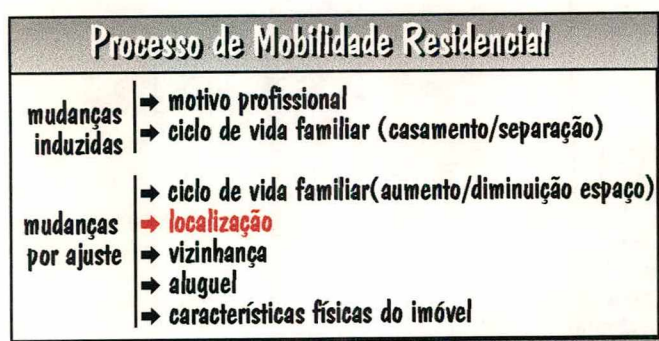 Processo de Mobilidade Residencial
mudanças induzidas
➡ motivo profissional
➡ ciclo de vida familiar (casamento/separação)
mudanças por ajuste
➡ ciclo de vida familiar(aumento/diminuição espaço)
➡ localização
➡ vizinhança
➡ aluguel
➡ características físicas do imóvel